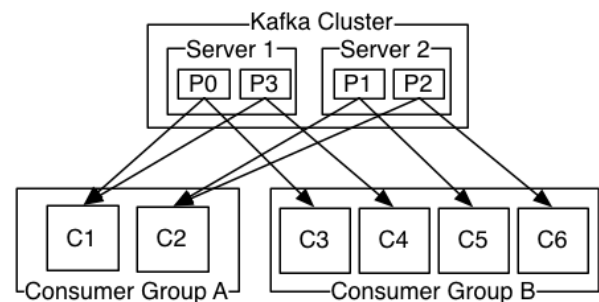 Kafka Cluster
Server 1 Server 2
P0 P3 P1 P2
C1 C2 C3 C4 C5 C6
Consumer Group A Consumer Group B